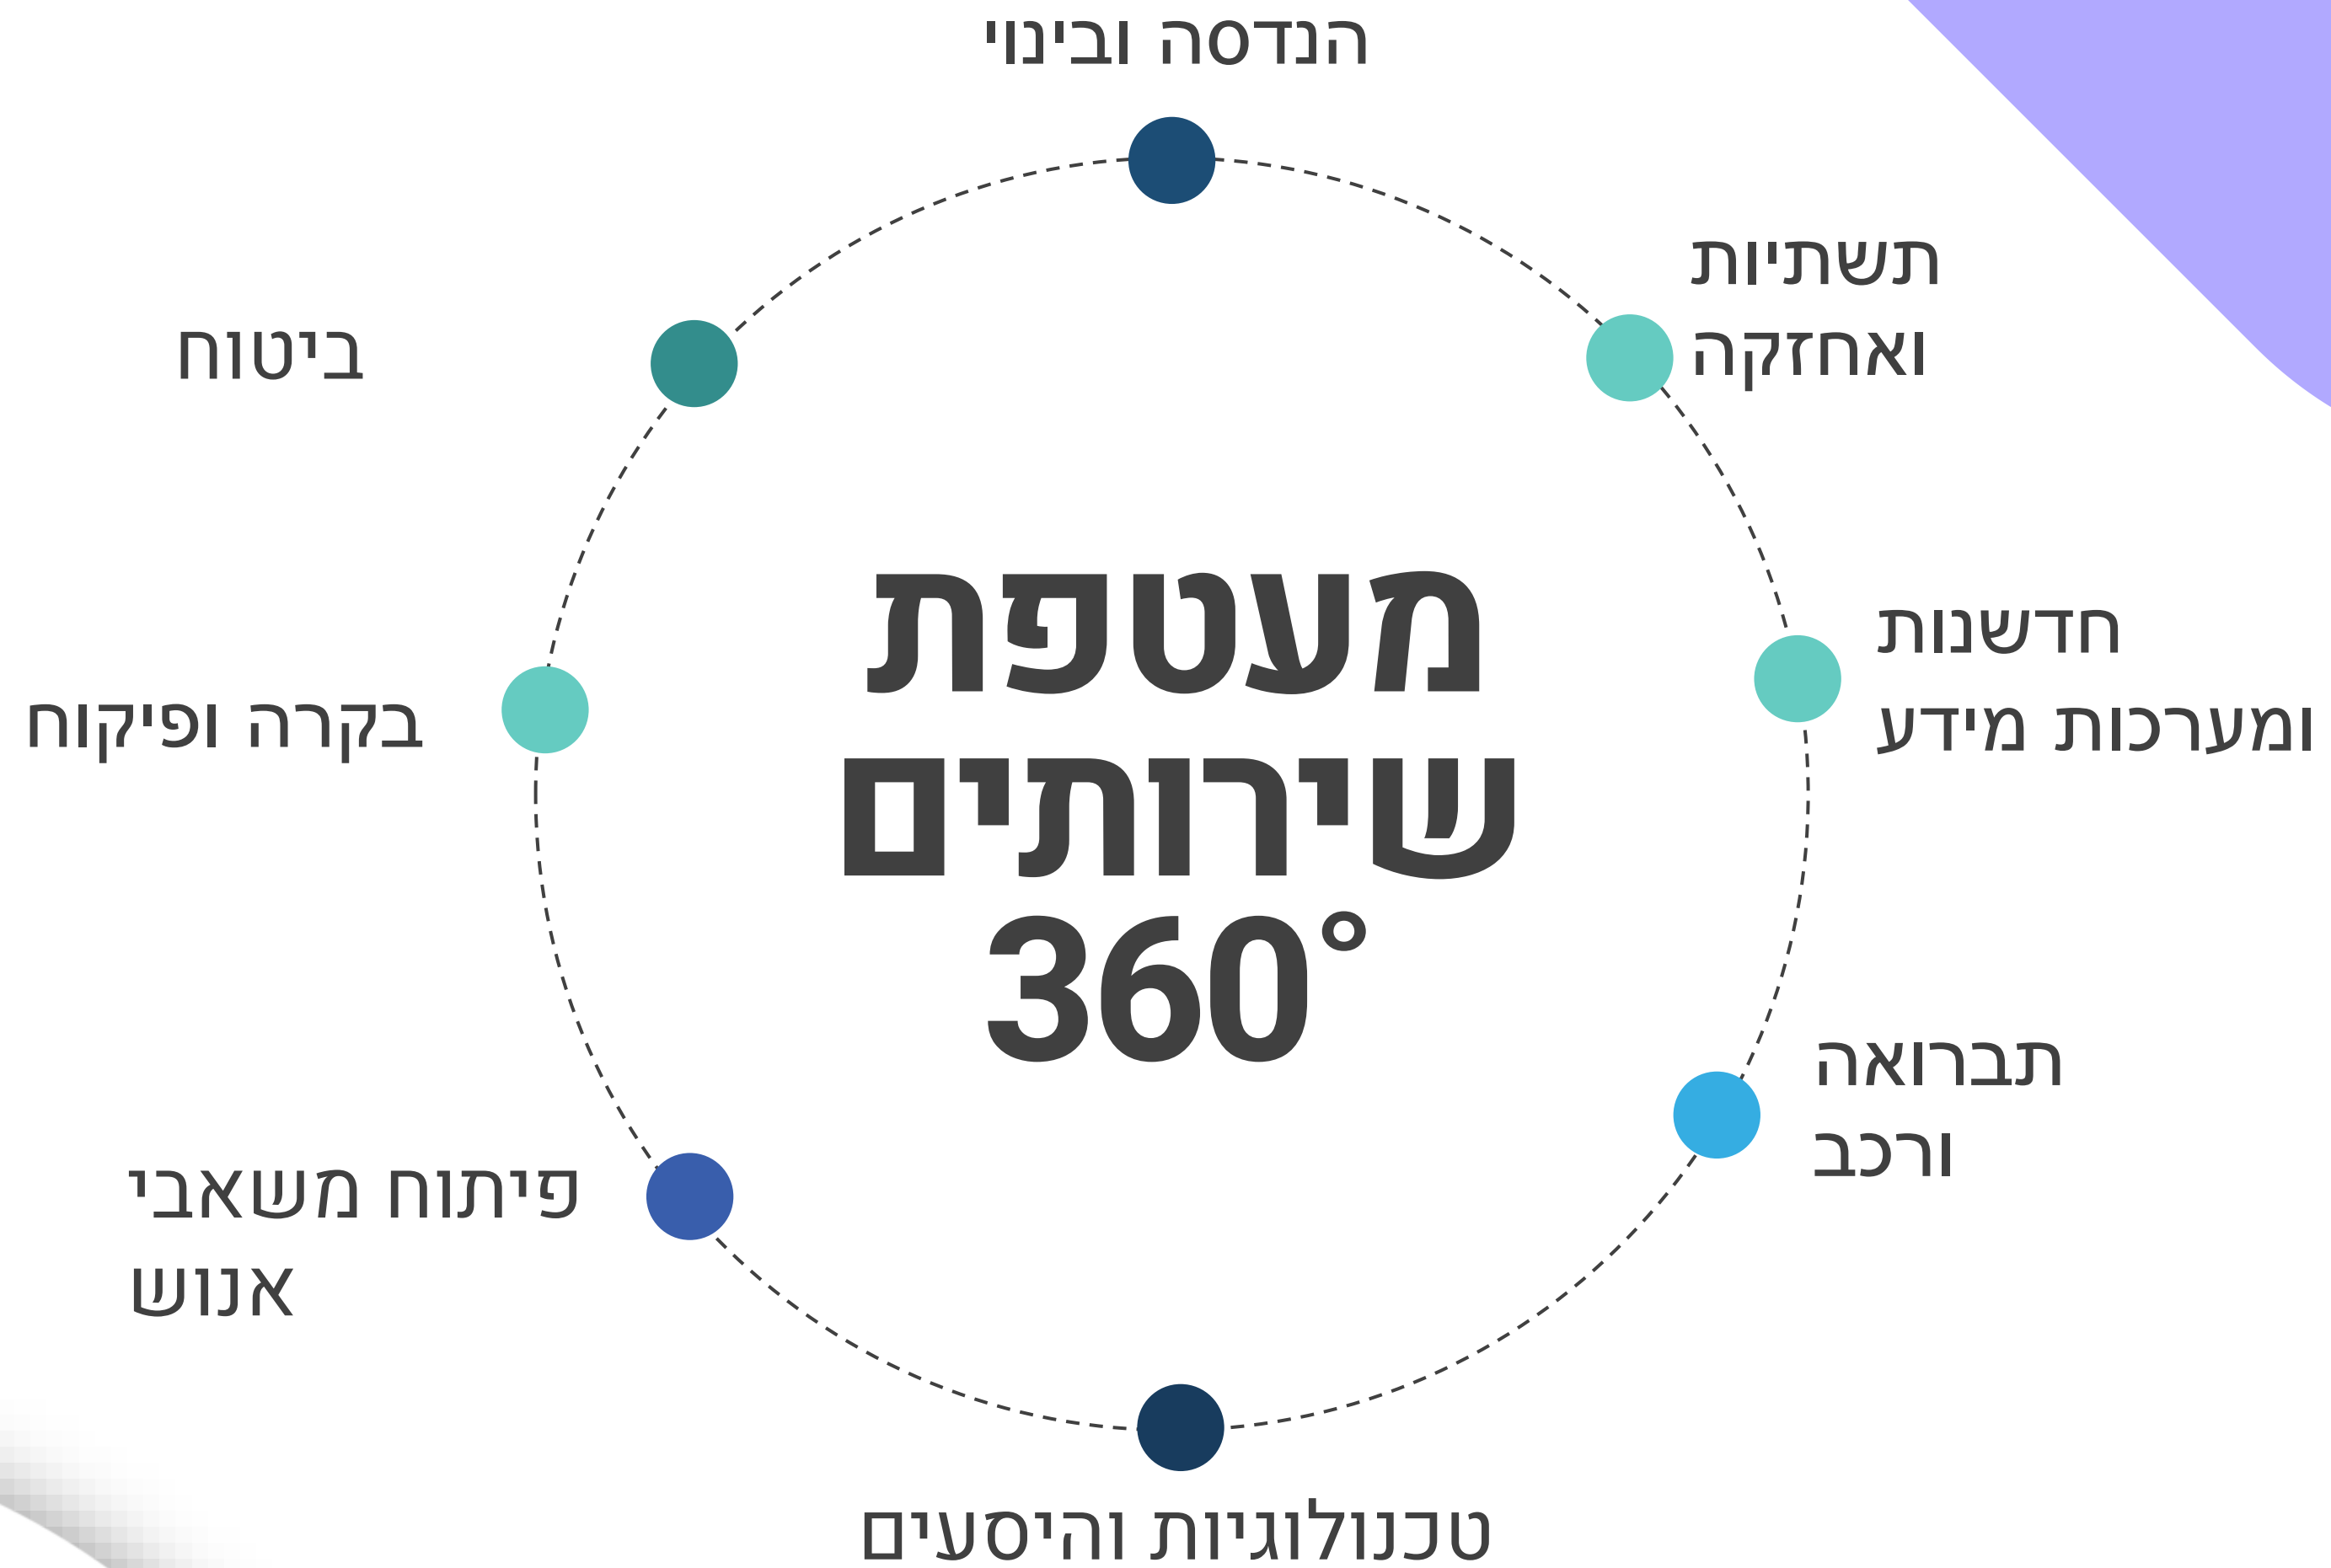 הנדסה ובינוי
תשתיות
ואחזקה
חדשנות
ומערכות מידע
תברואה
ורכב
טכנולוגיות והיסעים
פיתוח משאבי
אנוש
בקרה ופיקוח
ביטוח
מעטפת
שירותים
360°